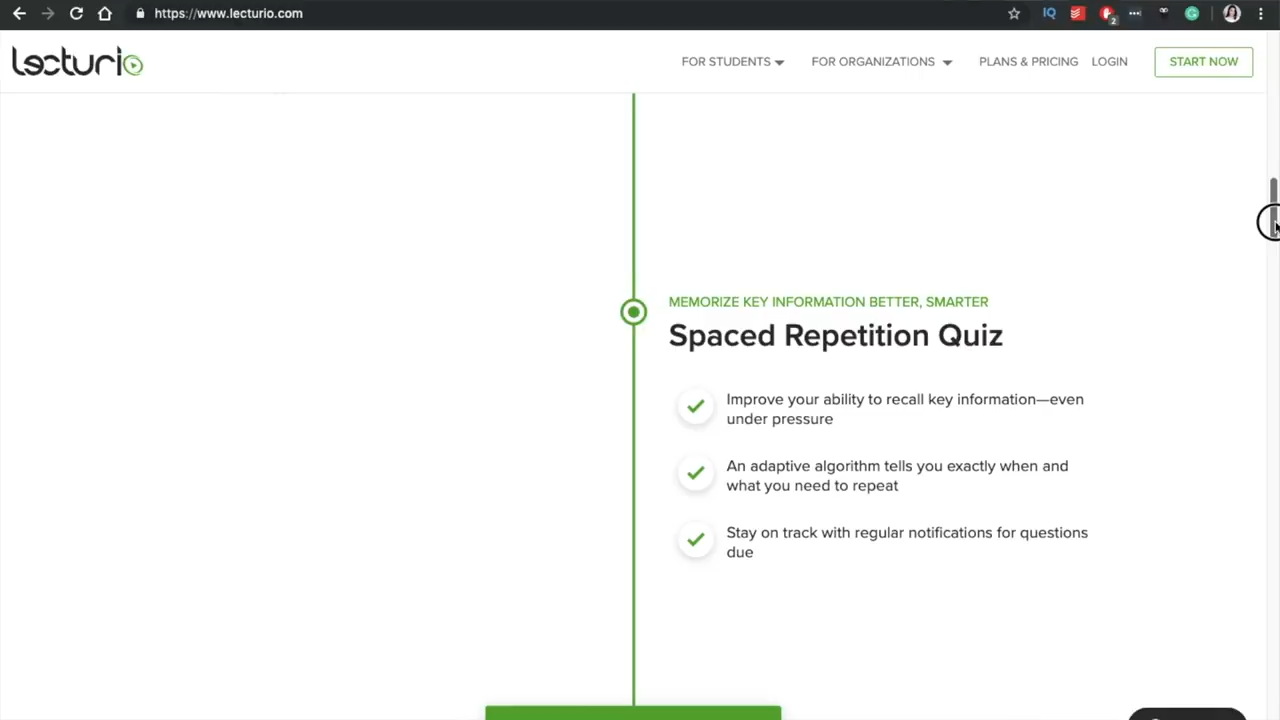 https://www.lecturio.com
2
lecturio
FOR STUDENTS
FOR ORGANIZATIONS
PLANS & PRICING
LOGIN
START NOW
MEMORIZE KEY INFORMATION BETTER, SMARTER
Spaced Repetition Quiz
Improve your ability to recall key information—even
under pressure
An adaptive algorithm tells you exactly when and
what you need to repeat
Stay on track with regular notifications for questions
due